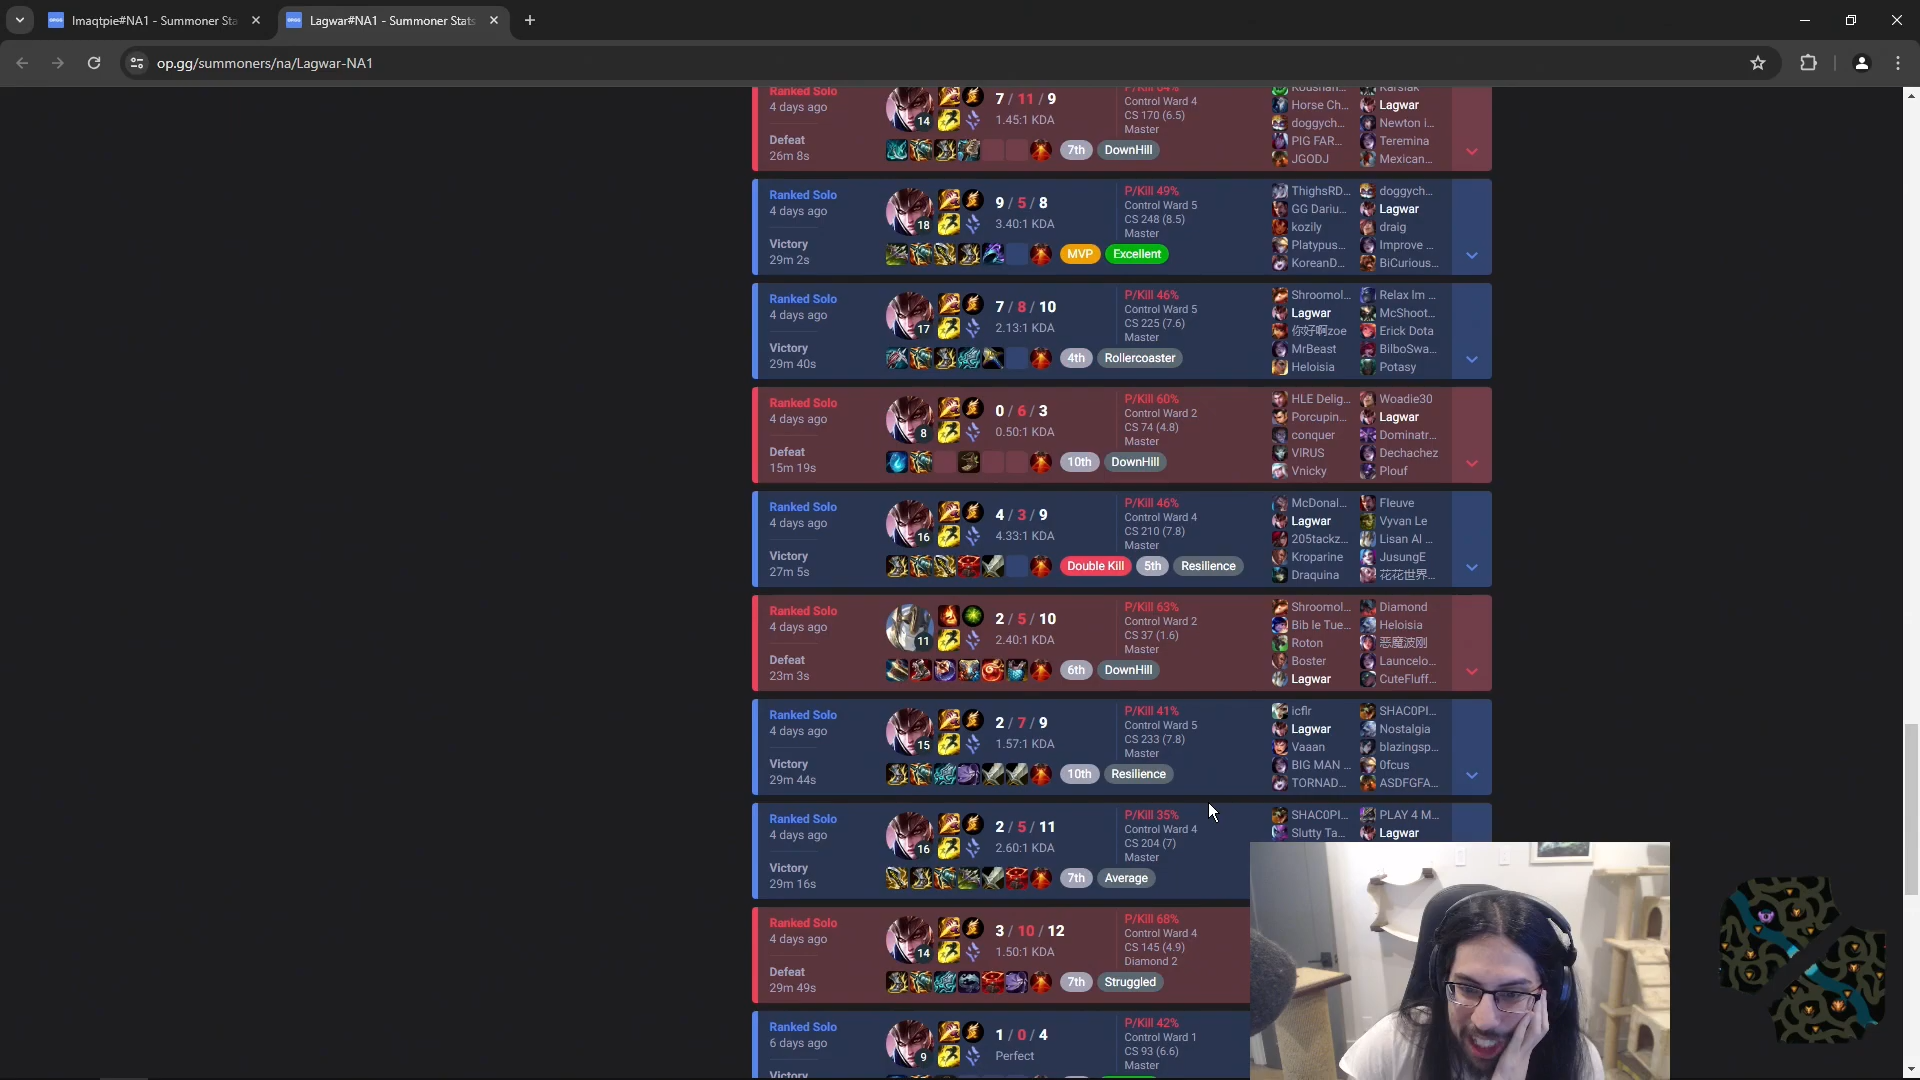 Imaqtpie#NA1 - Summoner Sta
Lagwar#NA1 - Summoner Stats
op.gg/summoners/na/Lagwar-NA1
Ranked Solo
4 days ago
Defeat
26m 8s
14
7 / 11 / 9
1.45:1 KDA
7th DownHill
Control Ward 4
CS 170 (6.5)
Master
Horse Ch...
doggych...
PIG FAR...
JGODJ
Lagwar
Newton i...
Teremina
Mexican...
Ranked Solo
4 days ago
Victory
29m 2s
18
9 / 5 / 8
3.40:1 KDA
MVP Excellent
P/Kill 49%
Control Ward 5
CS 248 (8.5)
Master
ThighsRD...
GG Dariu...
kozily
Platypus...
KoreanD...
doggych...
Lagwar
draig
Improve ...
BiCurious...
Ranked Solo
4 days ago
Victory
29m 40s
17
7 / 8 / 10
2.13:1 KDA
4th Rollercoaster
P/Kill 46%
Control Ward 5
CS 225 (7.6)
Master
Shroomol...
Lagwar
你好啊zoe
MrBeast
Heloisia
Relax Im ...
McShoot...
Erick Dota
BilboSwa...
Potasy
Ranked Solo
4 days ago
Defeat
15m 19s
8
0 / 6 / 3
0.50:1 KDA
10th DownHill
P/Kill 60%
Control Ward 2
CS 74 (4.8)
Master
HLE Delig...
Porcupin...
conquer
VIRUS
Vnicky
Woadie30
Lagwar
Dominatr...
Dechachez
Plouf
Ranked Solo
4 days ago
Victory
27m 5s
16
4 / 3 / 9
4.33:1 KDA
Double Kill 5th Resilience
P/Kill 46%
Control Ward 4
CS 210 (7.8)
Master
McDonal...
Lagwar
205tackz...
Kroparine
Draquina
Fleuve
Vyvan Le
Lisan Al ...
JusungE
花花世界...
Ranked Solo
4 days ago
Defeat
23m 3s
11
2 / 5 / 10
2.40:1 KDA
6th DownHill
P/Kill 63%
Control Ward 2
CS 37 (1.6)
Master
Shroomol...
Bib le Tue...
Roton
Boster
Lagwar
Diamond
Heloisia
恶魔波刚
Launcelo...
CuteFluff...
Ranked Solo
4 days ago
Victory
29m 44s
15
2 / 7 / 9
1.57:1 KDA
10th Resilience
P/Kill 41%
Control Ward 5
CS 233 (7.8)
Master
icflr
Lagwar
Vaaan
BIG MAN ...
TORNAD...
SHAC0PI...
Nostalgia
blazingsp...
0fcus
ASDFGFA...
Ranked Solo
4 days ago
Victory
29m 16s
16
2 / 5 / 11
2.60:1 KDA
7th Average
P/Kill 35%
Control Ward 4
CS 204 (7)
Master
SHAC0PI...
Slutty Ta...
PLAY 4 M...
Lagwar
Ranked Solo
4 days ago
Defeat
29m 49s
14
3 / 10 / 12
1.50:1 KDA
7th Struggled
P/Kill 68%
Control Ward 4
CS 145 (4.9)
Diamond 2
Ranked Solo
6 days ago
Victory
9
1 / 0 / 4
Perfect
P/Kill 42%
Control Ward 1
CS 93 (6.6)
Master